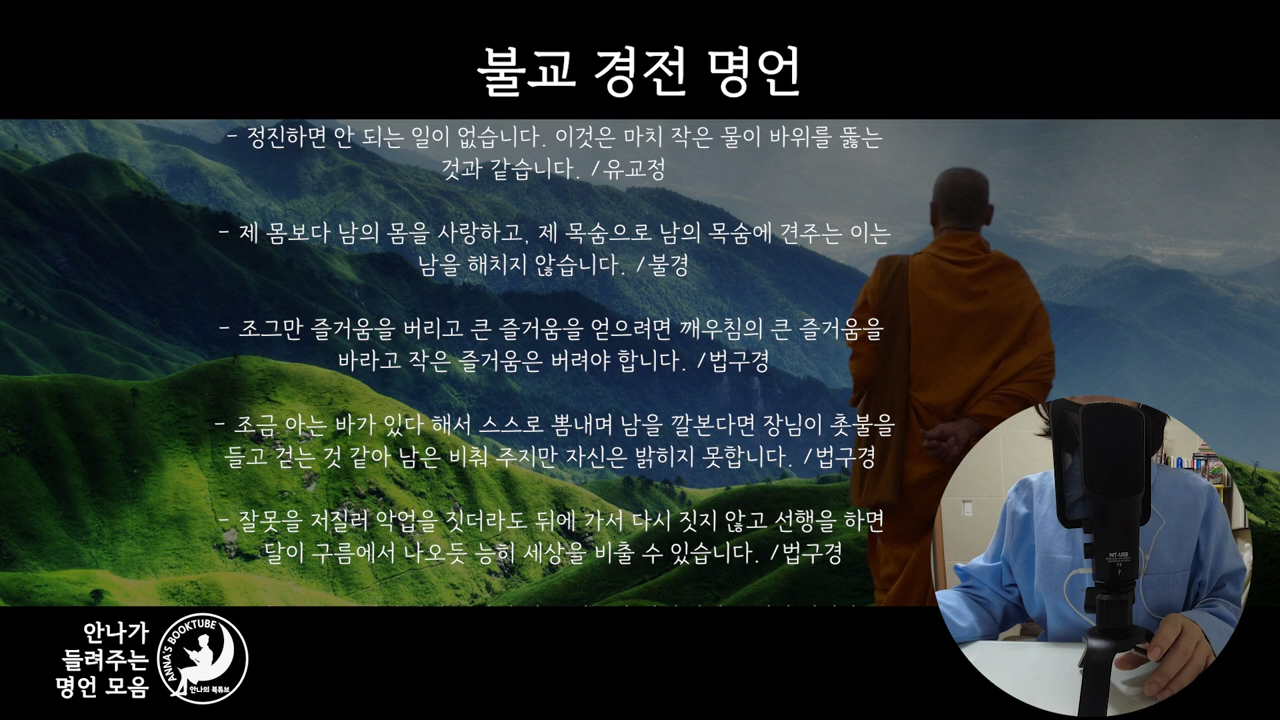 불교 경전 명언
- 정진하면 안 되는 일이 없습니다. 이것은 마치 작은 물이 바위를 뚫는
것과 같습니다. /유교정
- 제 몸보다 남의 몸을 사랑하고, 제 목숨으로 남의 목숨에 견주는 이는
남을 해치지 않습니다. /불경
- 조그만 즐거움을 버리고 큰 즐거움을 얻으려면 깨우침의 큰 즐거움을
바라고 작은 즐거움은 버려야 합니다. /법구경
- 조금 아는 바가 있다 해서 스스로 뽐내며 남을 깔본다면 장님이 촛불을
들고 걷는 것 같아 남은 비춰 주지만 자신은 밝히지 못합니다. /법구경
- 잘못을 저질러 악업을 짓더라도 뒤에 가서 다시 짓지 않고 선행을 하면
달이 구름에서 나오듯 능히 세상을 비출 수 있습니다. /법구경
안나가
들려주는
명언 모음
ANNA'S BOOKTUBE
안나의 북튜브
NT-USB